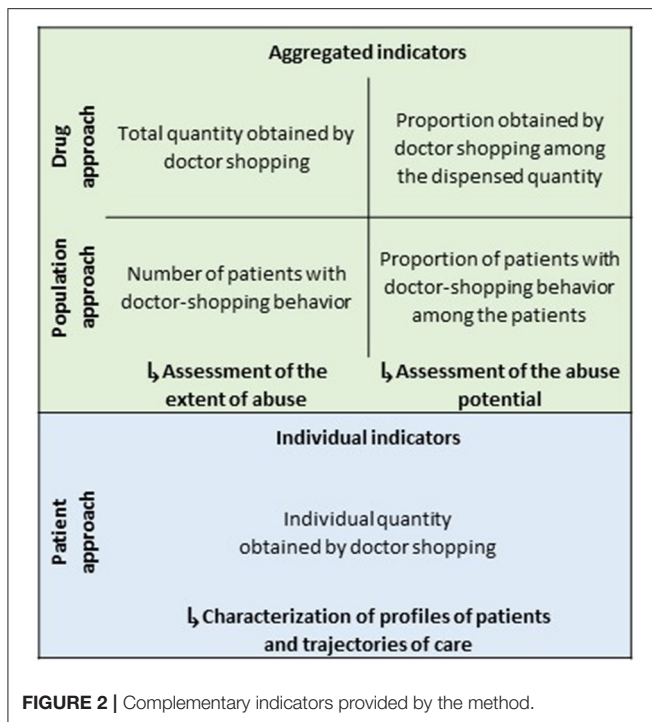 Aggregated indicators
Drug
approach
Total quantity obtained by
doctor shopping
Proportion obtained by
doctor shopping among
the dispensed quantity
Population
approach
Number of patients with
doctor-shopping behavior
Proportion of patients with
doctor-shopping behavior
among the patients
↳ Assessment of the
extent of abuse
↳ Assessment of the abuse
potential
Individual indicators
Patient
approach
Individual quantity
obtained by doctor shopping
↳ Characterization of profiles of patients
and trajectories of care
FIGURE 2 | Complementary indicators provided by the method.